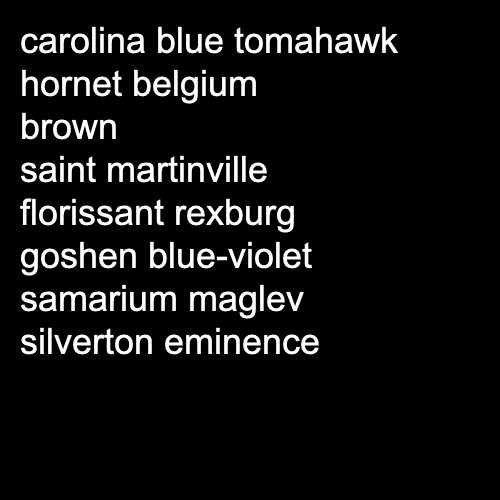 carolina blue tomahawk
hornet belgium
brown
saint martinville
florissant rexburg
goshen blue-violet
samarium maglev
silverton eminence